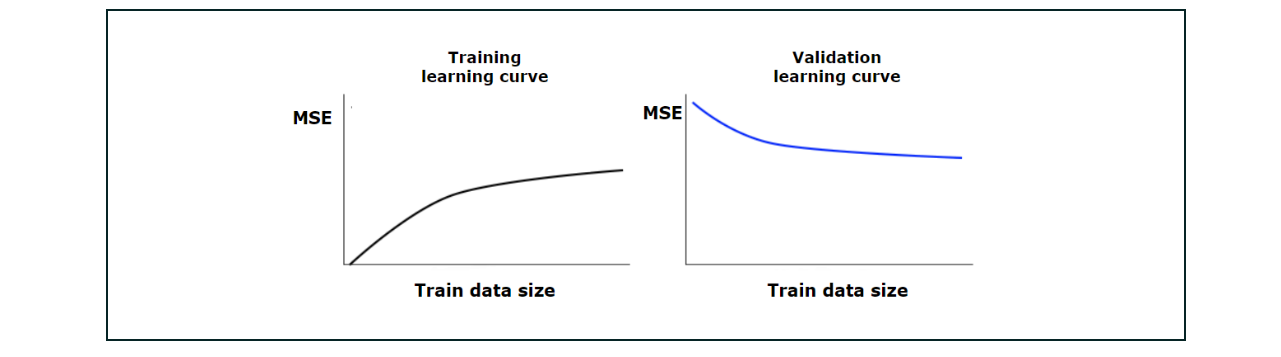 Training
learning curve
MSE
Train data size
Validation
learning curve
MSE
Train data size